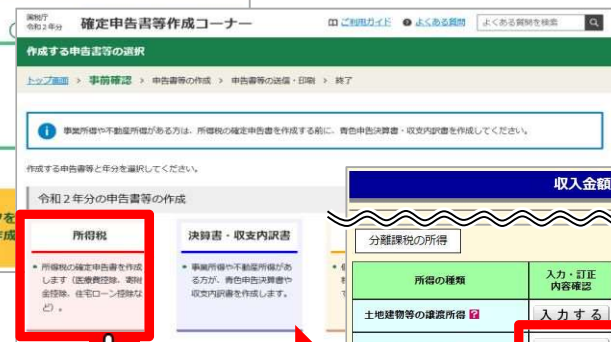 国税庁
令和2年分
確定申告書等作成コーナー
ご利用ガイド
よくある質問
よくある質問を検索
作成する申告書等の選択
トップ画面 > 事前確認 > 申告書等の作成 > 申告書等の送信・印刷 > 終了
事業所得や不動産所得がある方は、所得税の確定申告書を作成する前に、青色申告決算書・収支内訳書を作成してください。
作成する申告書等と年分を選択してください。
令和2年分の申告書等の作成
所得税
• 所得税の確定申告書を作成
します（医療費控除、寄附
金控除、住宅ローン控除な
ど）。
決算書・収支内訳書
• 事業所得や不動産所得があ
る方が、青色申告決算書や
収支内訳書を作成します。
を
作成
収入金額
分離課税の所得
所得の種類
入力・訂正
内容確認
土地建物等の譲渡所得 ?
入力する